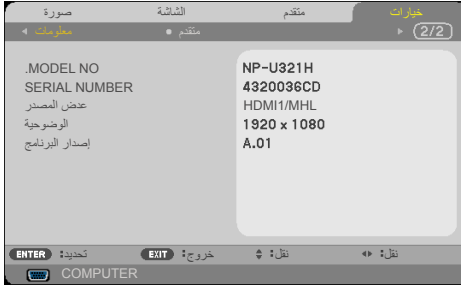 خيارات متقدم الشاشة صورة
(2/2) متقدم معلومات
MODEL NO. NP-U321H
SERIAL NUMBER 4320036CD
عدض المصدر HDMI1/MHL
الوضوحية 1920 x 1080
إصدار البرنامج A.01
نقل: نقل: خروج: EXIT تحديد: ENTER
COMPUTER